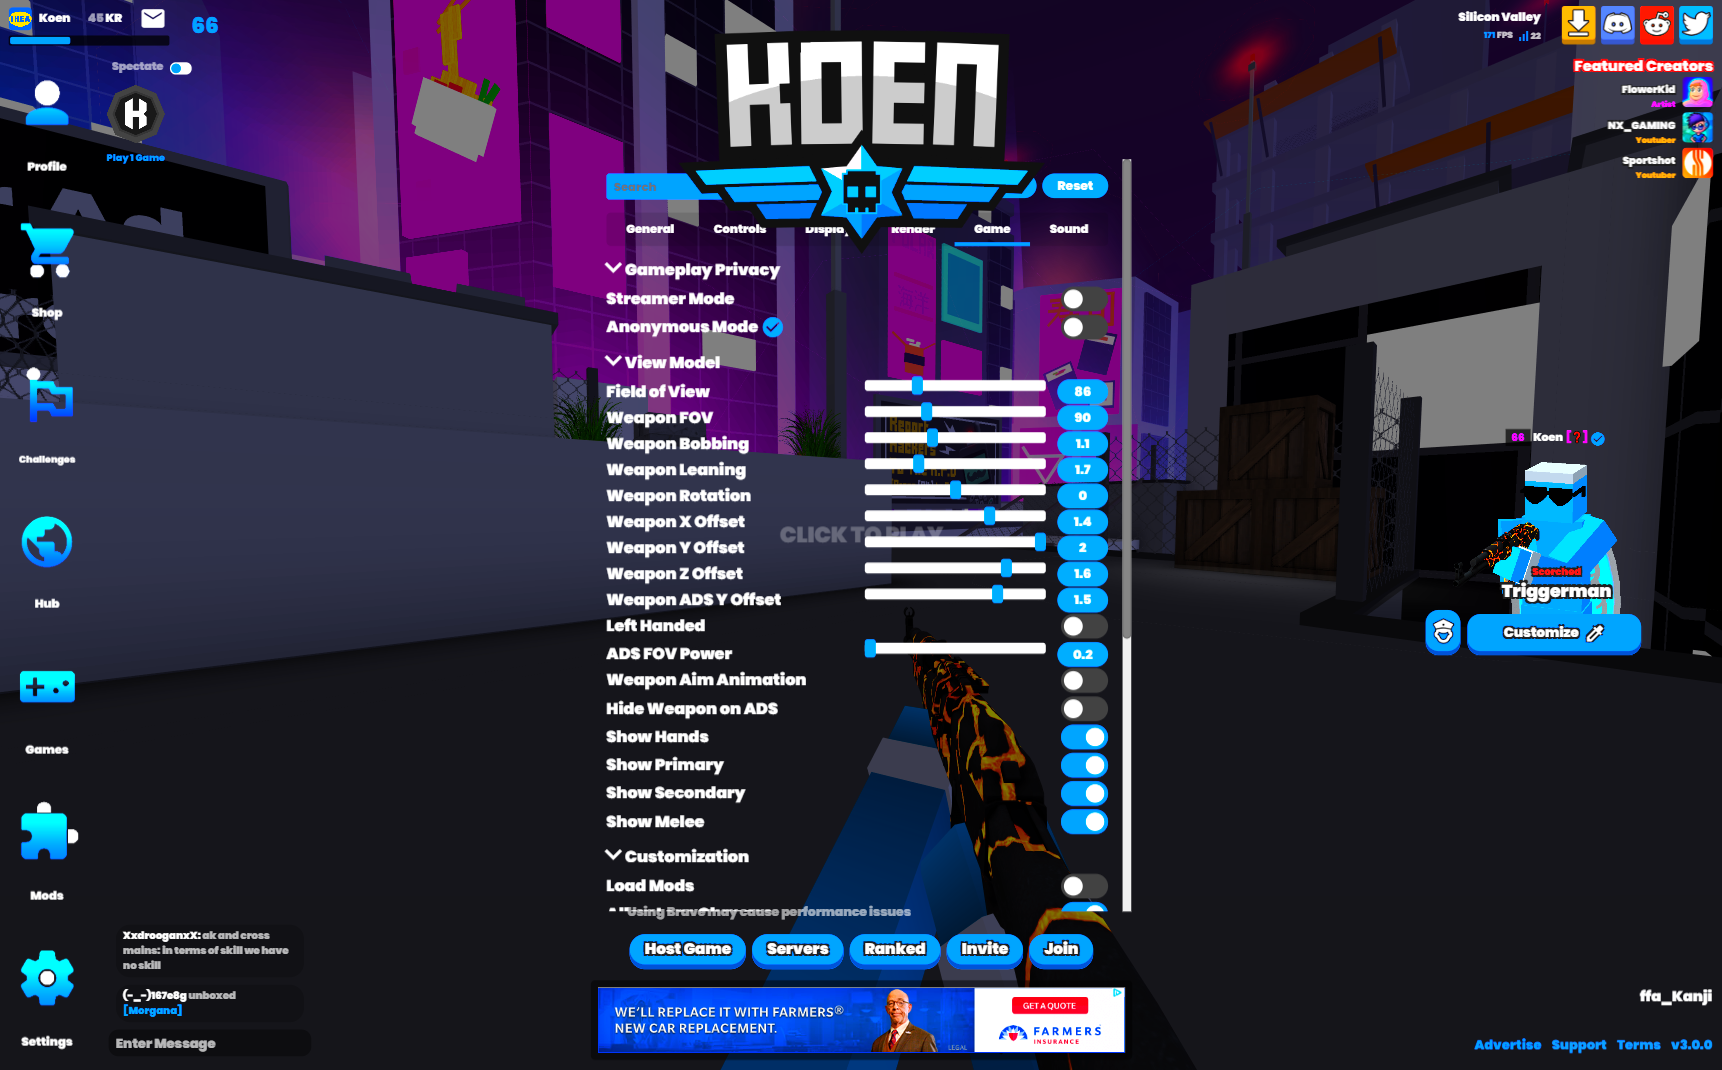 IKEA
Koen
45 KR
66
Spectate
Play 1 Game
Profile
Shop
Challenges
Hub
Games
Mods
Settings
XxdrooganxX: ak and cross
mains: in terms of skill we have
no skill
(-_-)167e8g unboxed
[Morgana]
Enter Message
KOEN
Search
Reset
General
Controls
Display
Render
Game
Sound
Gameplay Privacy
Streamer Mode
Anonymous Mode
View Model
Field of View
86
Weapon FOV
90
Weapon Bobbing
1.1
Weapon Leaning
1.7
Weapon Rotation
0
Weapon X Offset
1.4
CLICK TO PLAY
Weapon Y Offset
2
Weapon Z Offset
1.6
Weapon ADS Y Offset
1.5
Left Handed
ADS FOV Power
0.2
Weapon Aim Animation
Hide Weapon on ADS
Show Hands
Show Primary
Show Secondary
Show Melee
Customization
Load Mods
Using Brave may cause performance issues
Host Game
Servers
Ranked
Invite
Join
WE'LL REPLACE IT WITH FARMERS®
NEW CAR REPLACEMENT.
LEGAL
GET A QUOTE
FARMERS
INSURANCE
Silicon Valley
171 FPS 22
Featured Creators
FlowerKid
Artist
NX_GAMING
Youtuber
Sportshot
Youtuber
66 Koen [?]
Scorched
Triggerman
Customize
ffa_Kanji
Advertise Support Terms v3.0.0